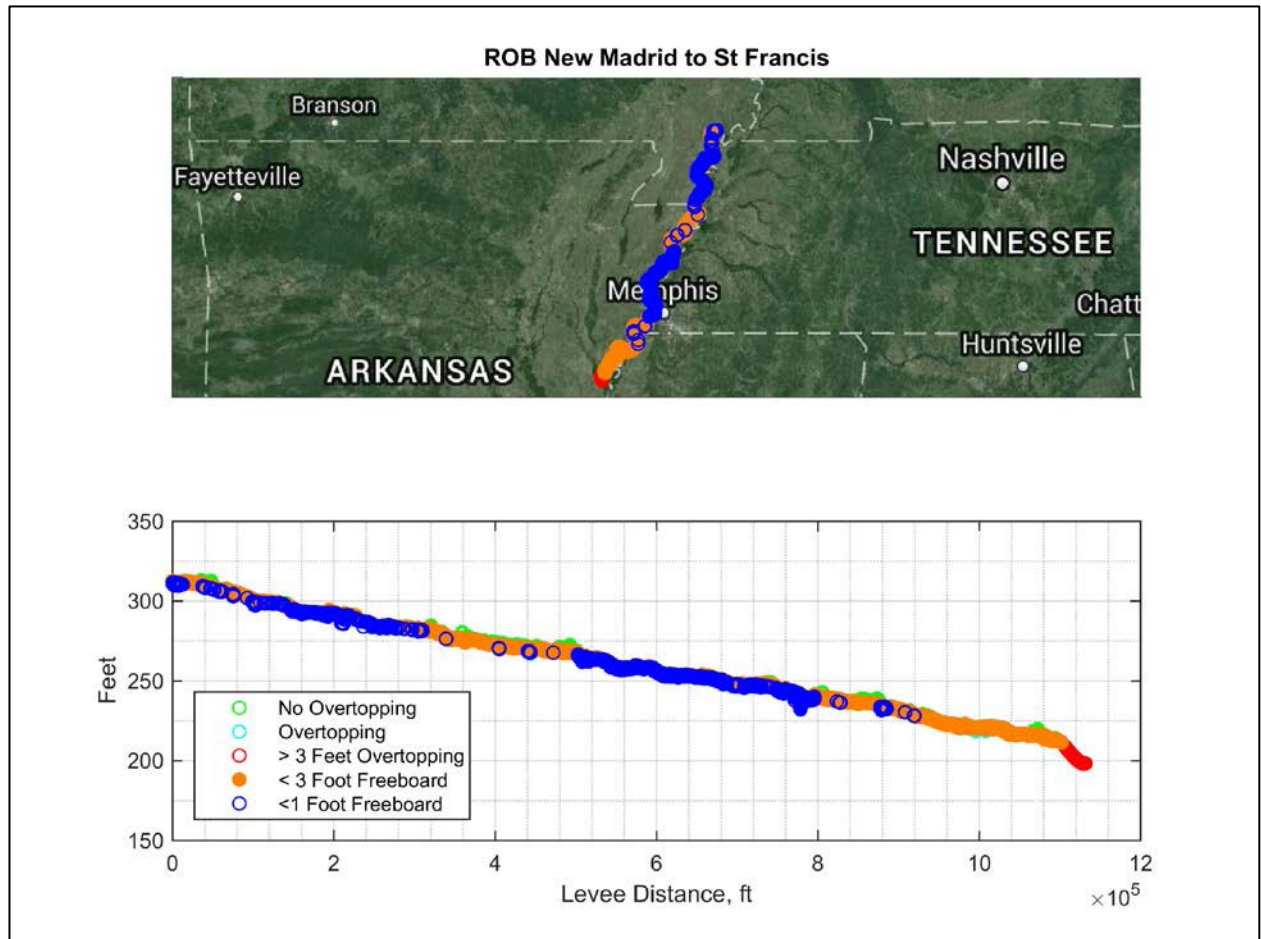 ROB New Madrid to St Francis
Branson
Nashville
Fayetteville
TENNESSEE
Memphis
Chatt
Huntsville
ARKANSAS
350
300
250
200
150
Feet
No Overtopping
Overtopping
> 3 Feet Overtopping
< 3 Foot Freeboard
<1 Foot Freeboard
0 2 4 6 8 10 12
Levee Distance, ft
×10⁵